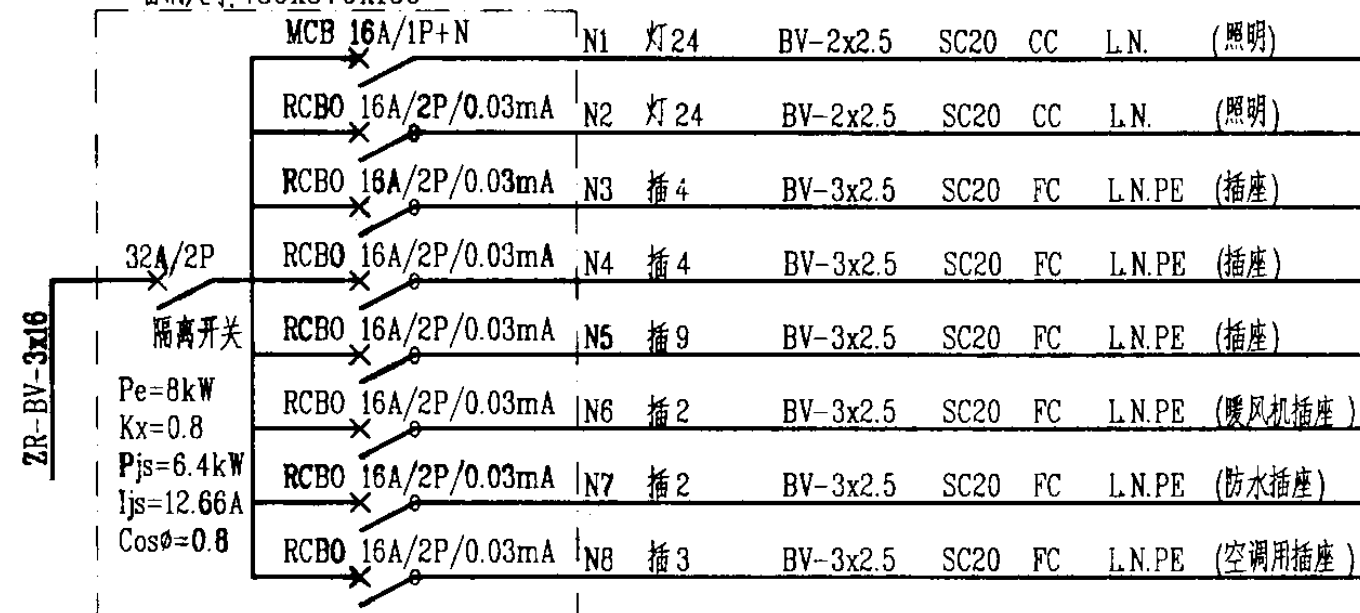 MCB 16A/1P+N N1 灯24 BV-2x2.5 SC20 CC L.N. (照明)
RCBO 16A/2P/0.03mA N2 灯24 BV-2x2.5 SC20 CC L.N. (照明)
RCBO 16A/2P/0.03mA N3 插4 BV-3x2.5 SC20 FC L.N.PE (插座)
32A/2P RCBO 16A/2P/0.03mA N4 插4 BV-3x2.5 SC20 FC L.N.PE (插座)
隔离开关 RCBO 16A/2P/0.03mA N5 插9 BV-3x2.5 SC20 FC L.N.PE (插座)
RCBO 16A/2P/0.03mA N6 插2 BV-3x2.5 SC20 FC L.N.PE (暖风机插座)
RCBO 16A/2P/0.03mA N7 插2 BV-3x2.5 SC20 FC L.N.PE (防水插座)
RCBO 16A/2P/0.03mA N8 插3 BV-3x2.5 SC20 FC L.N.PE (空调用插座)
ZR-BV-3x16
Pe=8kW
Kx=0.8
Pjs=6.4kW
Ijs=12.66A
Cosø=0.8